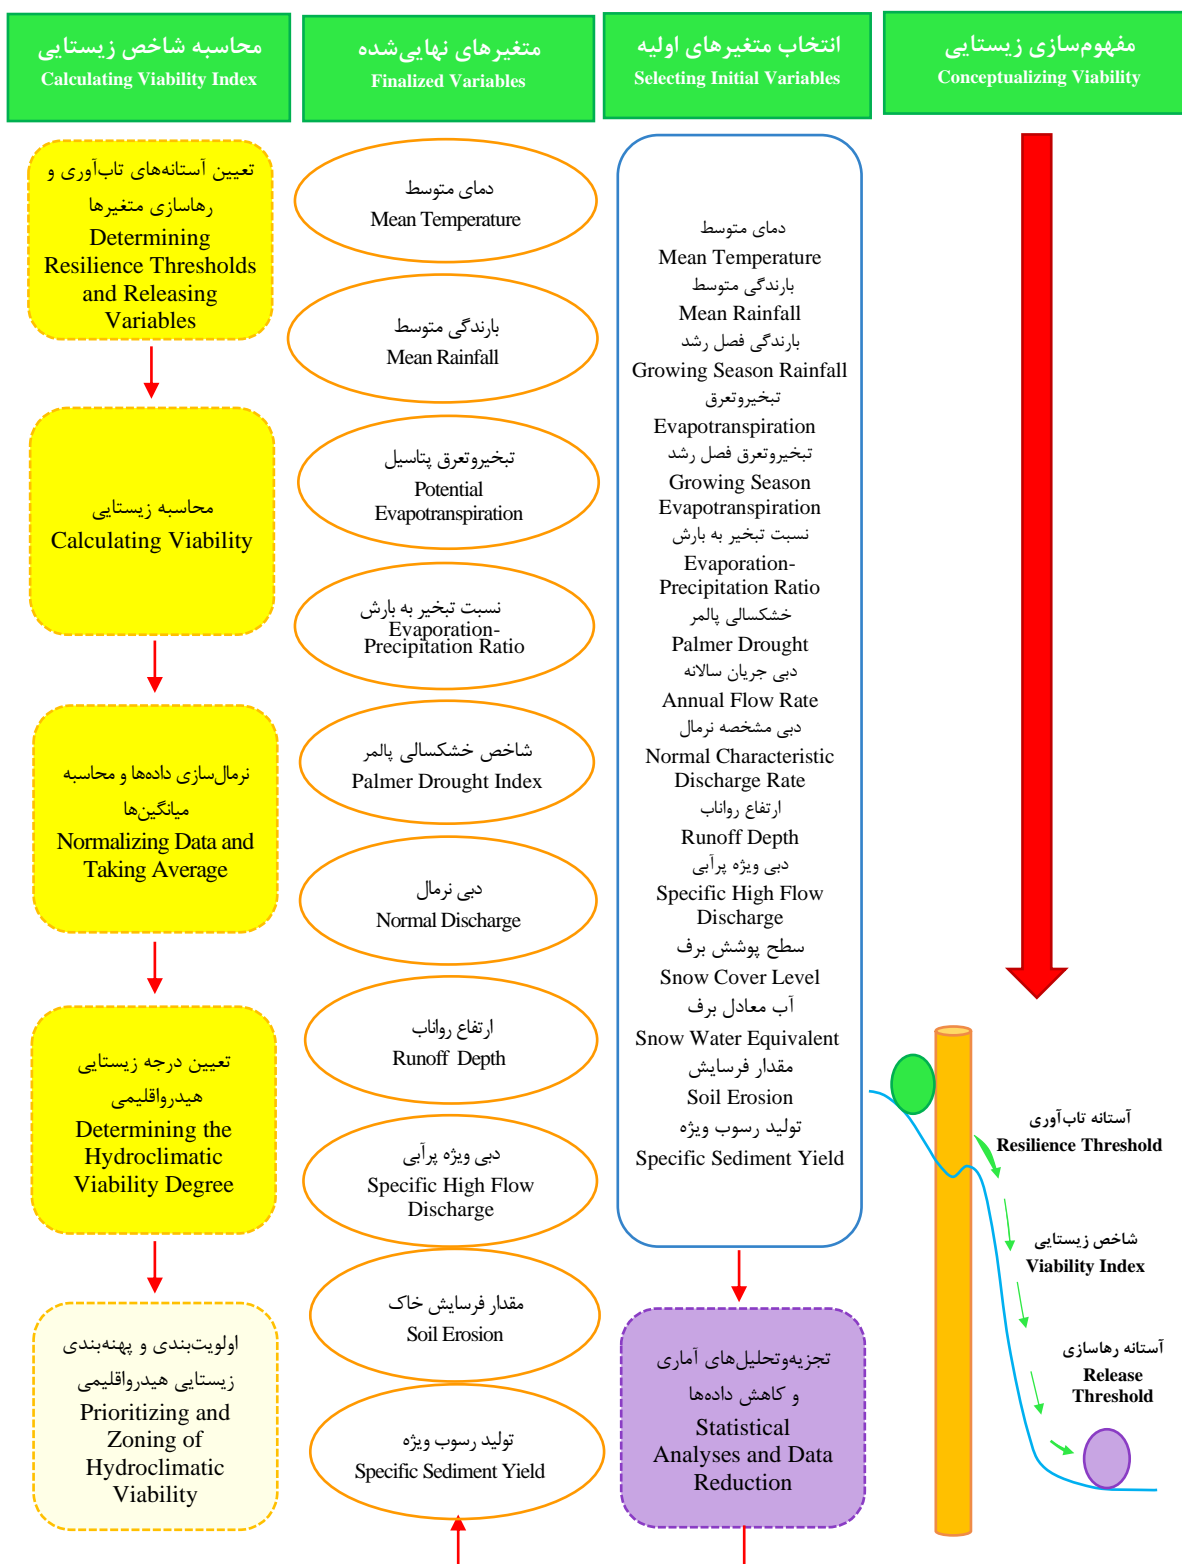 مفهوم‌سازی زیستایی
Conceptualizing Viability
انتخاب متغیرهای اولیه
Selecting Initial Variables
متغیرهای نهایی‌شده
Finalized Variables
محاسبه شاخص زیستایی
Calculating Viability Index
آستانه تاب‌آوری
Resilience Threshold
شاخص زیستایی
Viability Index
آستانه رهاسازی
Release
Threshold
دمای متوسط
Mean Temperature
بارندگی متوسط
Mean Rainfall
بارندگی فصل رشد
Growing Season Rainfall
تبخیروتعرق
Evapotranspiration
تبخیروتعرق فصل رشد
Growing Season
Evapotranspiration
نسبت تبخیر به بارش
Evaporation-
Precipitation Ratio
خشکسالی پالمر
Palmer Drought
دبی جریان سالانه
Annual Flow Rate
دبی مشخصه نرمال
Normal Characteristic
Discharge Rate
ارتفاع رواناب
Runoff Depth
دبی ویژه پرآبی
Specific High Flow
Discharge
سطح پوشش برف
Snow Cover Level
آب معادل برف
Snow Water Equivalent
مقدار فرسایش
Soil Erosion
تولید رسوب ویژه
Specific Sediment Yield
تجزیه‌وتحلیل‌های آماری
و کاهش داده‌ها
Statistical
Analyses and Data
Reduction
دمای متوسط
Mean Temperature
بارندگی متوسط
Mean Rainfall
تبخیروتعرق پتاسیل
Potential
Evapotranspiration
نسبت تبخیر به بارش
Evaporation-
Precipitation Ratio
شاخص خشکسالی پالمر
Palmer Drought Index
دبی نرمال
Normal Discharge
ارتفاع رواناب
Runoff Depth
دبی ویژه پرآبی
Specific High Flow
Discharge
مقدار فرسایش خاک
Soil Erosion
تولید رسوب ویژه
Specific Sediment Yield
تعیین آستانه‌های تاب‌آوری و
رهاسازی متغیرها
Determining
Resilience Thresholds
and Releasing
Variables
محاسبه زیستایی
Calculating Viability
نرمال‌سازی داده‌ها و محاسبه
میانگین‌ها
Normalizing Data and
Taking Average
تعیین درجه زیستایی
هیدرواقلیمی
Determining the
Hydroclimatic
Viability Degree
اولویت‌بندی و پهنه‌بندی
زیستایی هیدرواقلیمی
Prioritizing and
Zoning of
Hydroclimatic
Viability